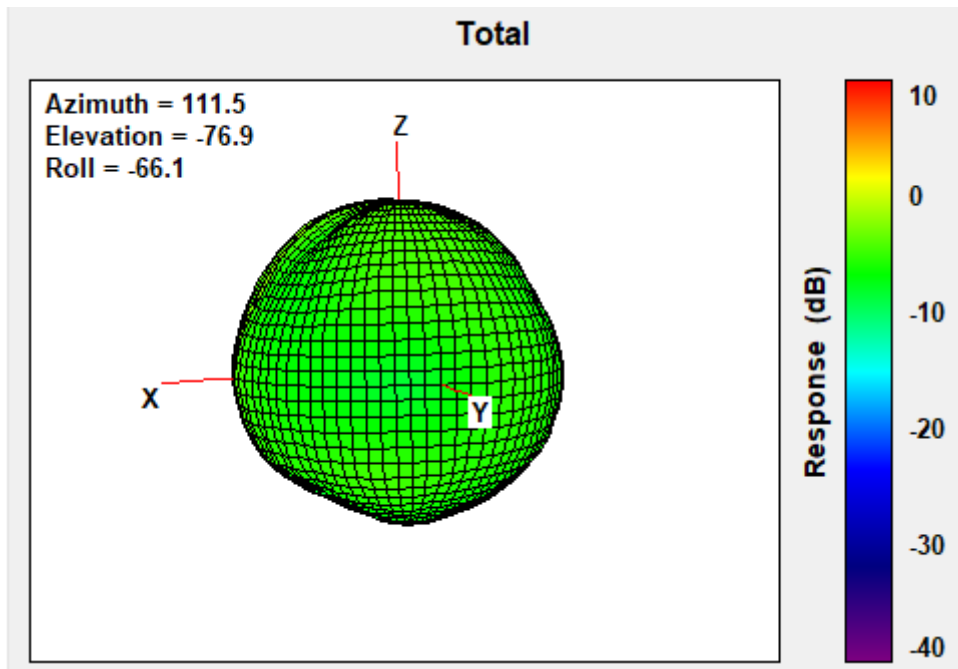 Total
Azimuth = 111.5
Elevation = -76.9
Roll = -66.1
Z
X
Y
Response (dB)
10
0
-10
-20
-30
-40